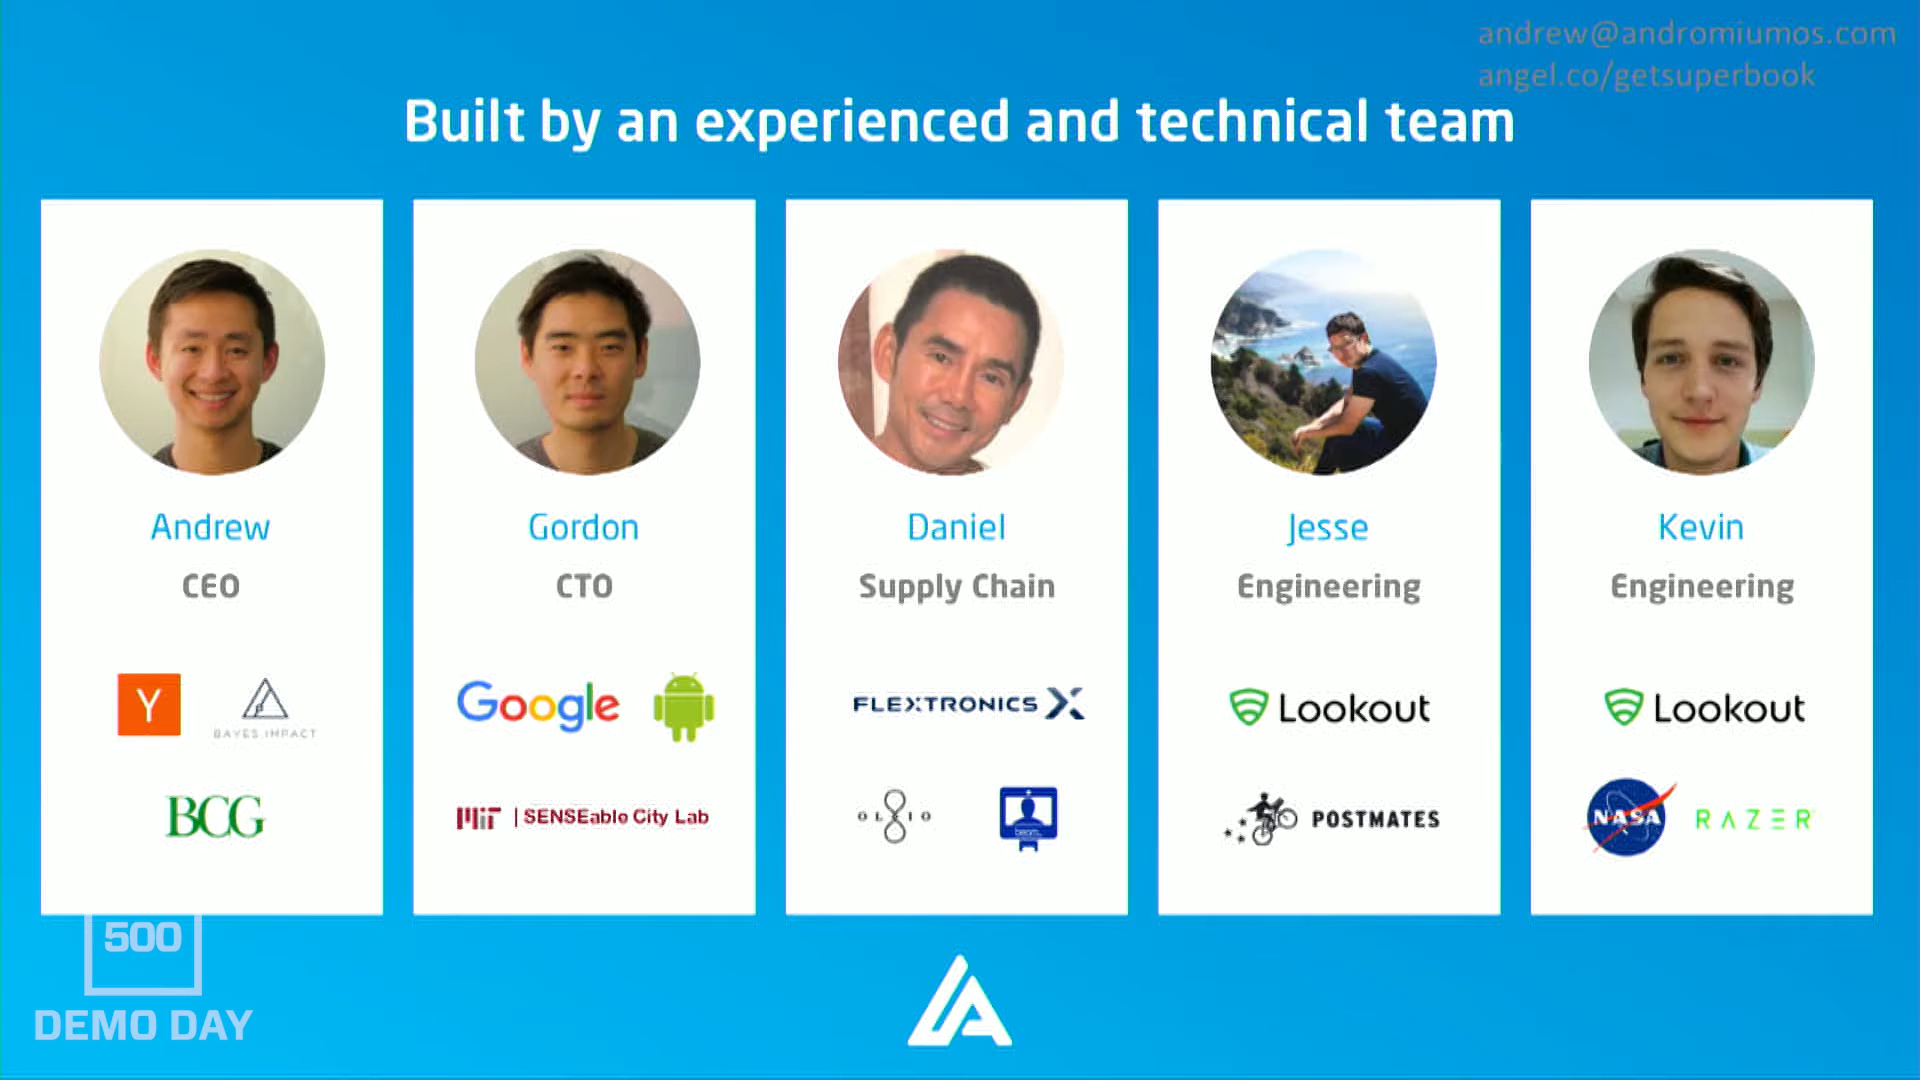 andrew@andromiumos.com
angel.co/getsuperbook
Built by an experienced and technical team
Andrew
CEO
Y
BAYES IMPACT
BCG
Gordon
CTO
Google
MIT | SENSEable City Lab
Daniel
Supply Chain
FLEXTRONICS X
OLIO
beam
Jesse
Engineering
Lookout
POSTMATES
Kevin
Engineering
Lookout
NASA RAZER
500
DEMO DAY